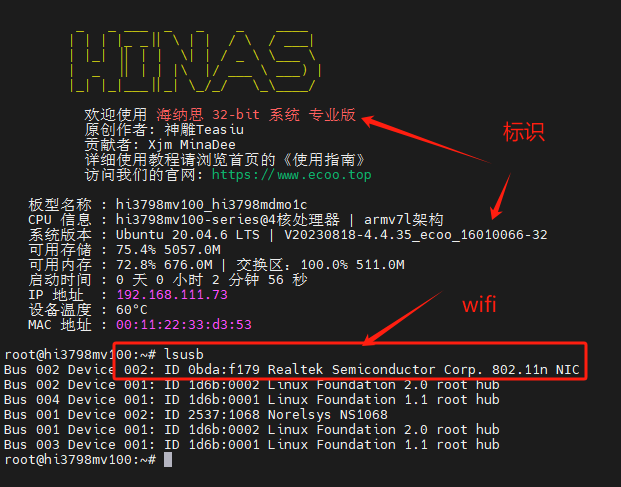 HINAS
欢迎使用 海纳思 32-bit 系统 专业版
原创作者: 神雕Teasiu
贡献者: Xjm MinaDee
详细使用教程请浏览首页的《使用指南》
访问我们的官网: https://www.ecoo.top
标识
板型名称 : hi3798mv100_hi3798mdmo1c
CPU 信息 : hi3798mv100-series@4核处理器 | armv7l架构
系统版本 : Ubuntu 20.04.6 LTS | V20230818-4.4.35_ecoo_16010066-32
可用存储 : 75.4% 5057.0M
可用内存 : 72.8% 676.0M | 交换区: 100.0% 511.0M
启动时间 : 0 天 0 小时 2 分钟 56 秒
IP 地址 : 192.168.111.73
设备温度 : 60°C
MAC 地址 : 00:11:22:33:d3:53
wifi
root@hi3798mv100:~# lsusb
Bus 002 Device 002: ID 0bda:f179 Realtek Semiconductor Corp. 802.11n NIC
Bus 002 Device 001: ID 1d6b:0002 Linux Foundation 2.0 root hub
Bus 004 Device 001: ID 1d6b:0001 Linux Foundation 1.1 root hub
Bus 001 Device 002: ID 2537:1068 Norelsys NS1068
Bus 001 Device 001: ID 1d6b:0002 Linux Foundation 2.0 root hub
Bus 003 Device 001: ID 1d6b:0001 Linux Foundation 1.1 root hub
root@hi3798mv100:~#